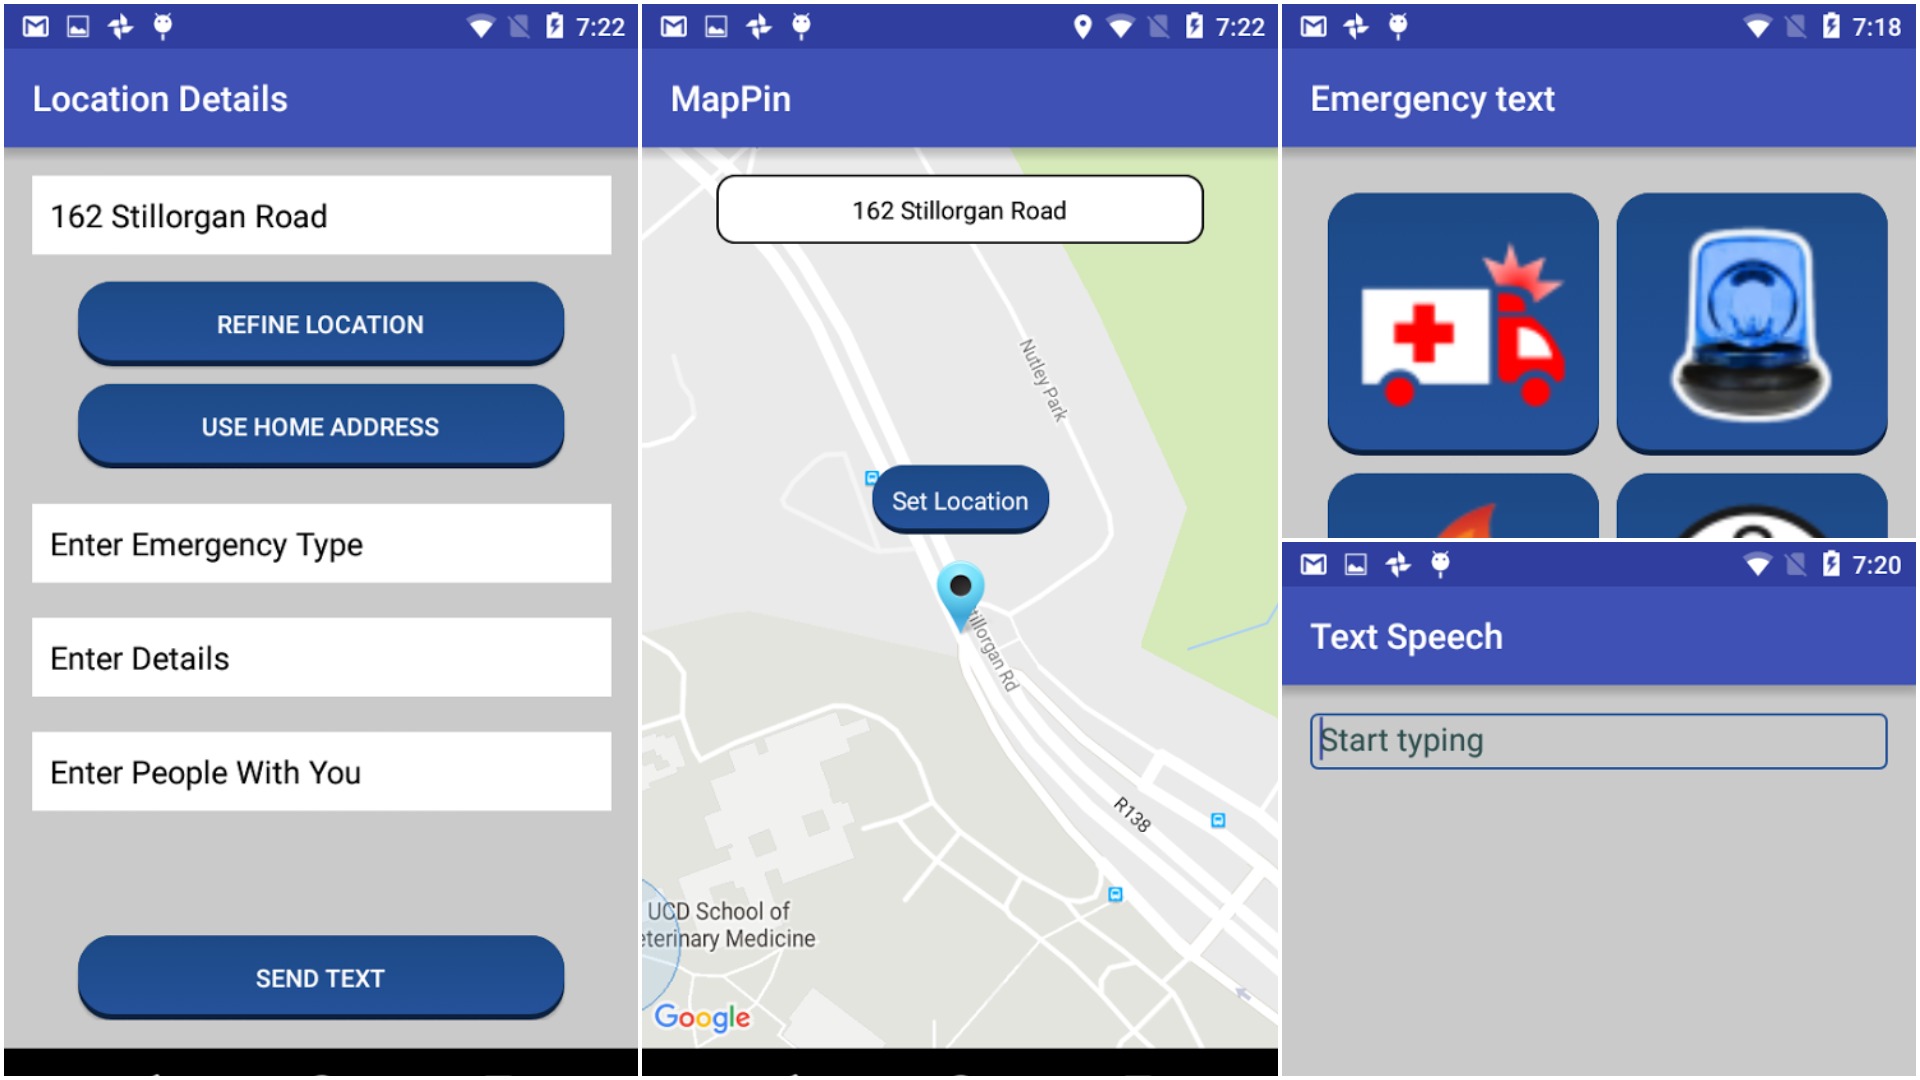 7:22
Location Details
162 Stillorgan Road
REFINE LOCATION
USE HOME ADDRESS
Enter Emergency Type
Enter Details
Enter People With You
SEND TEXT
7:22
MapPin
162 Stillorgan Road
Nutley Park
Set Location
tillorgan Rd
R138
UCD School of
eterinary Medicine
Google
7:18
Emergency text
7:20
Text Speech
Start typing